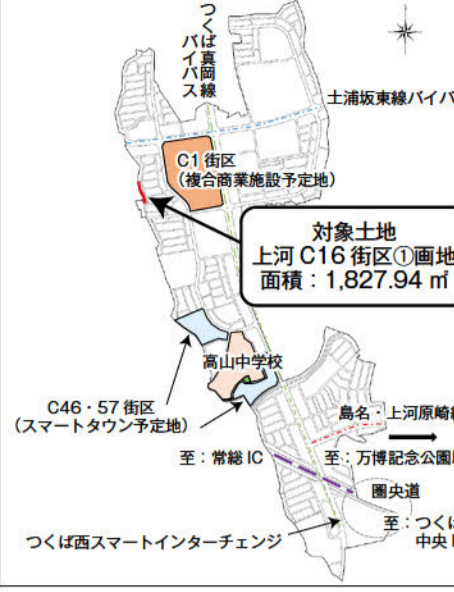 つくば真岡線
バイパス
土浦坂東線バイパ
C1 街区
(複合商業施設予定地)
対象土地
上河 C16 街区①画地
面積：1,827.94 ㎡
高山中学校
C46・57 街区
(スマートタウン予定地)
島名・上河原崎線
至：常総 IC
至：万博記念公園
圏央道
至：つくば
中央
つくば西スマートインターチェンジ